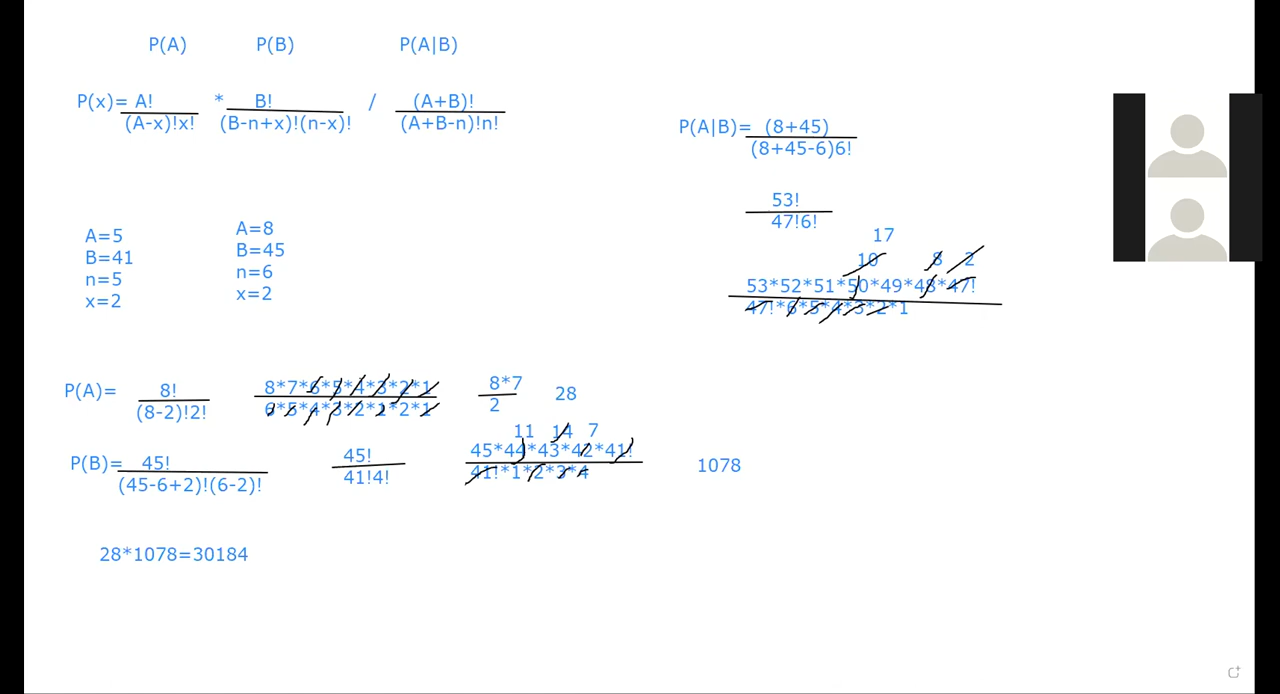 P(A) P(B) P(A|B)
P(x)= A! * B! / (A+B)!
(A-x)!x! (B-n+x)!(n-x)! (A+B-n)!n!
P(A|B)= (8+45)
(8+45-6)6!
53!
47!6!
17
10 8 2
53*52*51*50*49*48*47!
47!*6*5*4*3*2*1
A=5
B=41
n=5
x=2
A=8
B=45
n=6
x=2
P(A)= 8! 8*7*6*5*4*3*2*1 8*7 28
(8-2)!2! 6*5*4*3*2*1*2*1 2
11 14 7
P(B)= 45! 45! 45*44*43*42*41! 1078
(45-6+2)!(6-2)! 41!4! 41!*1*2*3*4
28*1078=30184